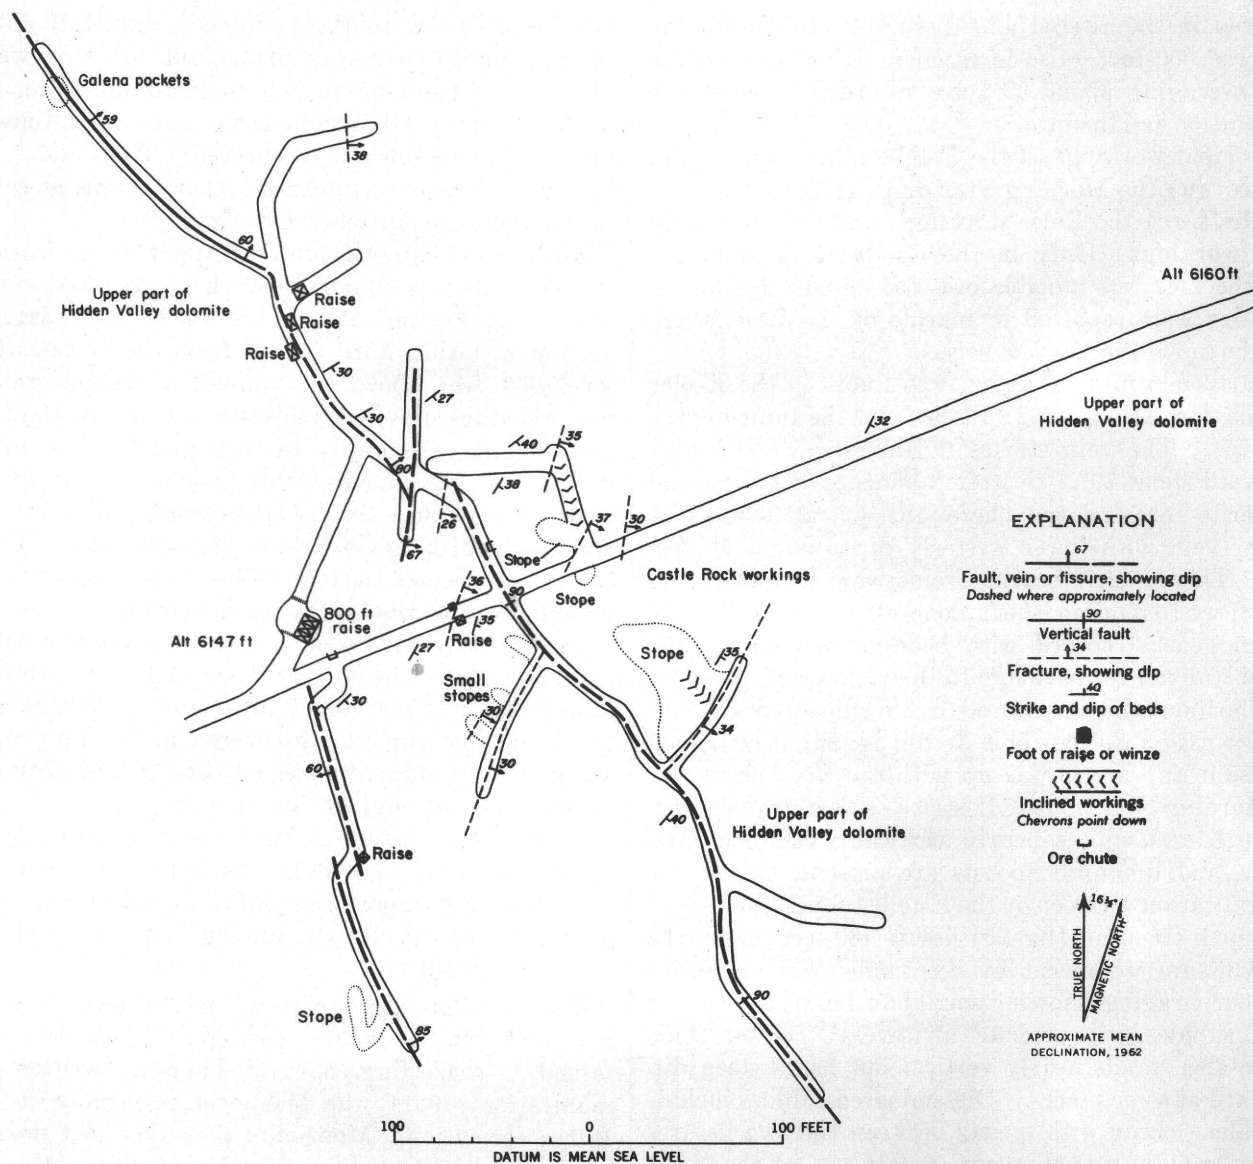 Galena pockets
59
38
60
Upper part of
Hidden Valley dolomite
Raise
Raise
Raise
30
Alt 6160 ft
27
30
80
40
35
38
32
Upper part of
Hidden Valley dolomite
26
67
37
30
Stope
Stope
Castle Rock workings
36
90
35
Raise
800 ft
raise
Alt 6147 ft
27
Small
stopes
30
30
30
Stope
35
34
60
40
Upper part of
Hidden Valley dolomite
Raise
90
Stope
85
EXPLANATION
67
Fault, vein or fissure, showing dip
Dashed where approximately located
90
Vertical fault
34
Fracture, showing dip
40
Strike and dip of beds
Foot of raise or winze
Inclined workings
Chevrons point down
Ore chute
16½°
TRUE NORTH
MAGNETIC NORTH
APPROXIMATE MEAN
DECLINATION, 1962
100 0 100 FEET
DATUM IS MEAN SEA LEVEL